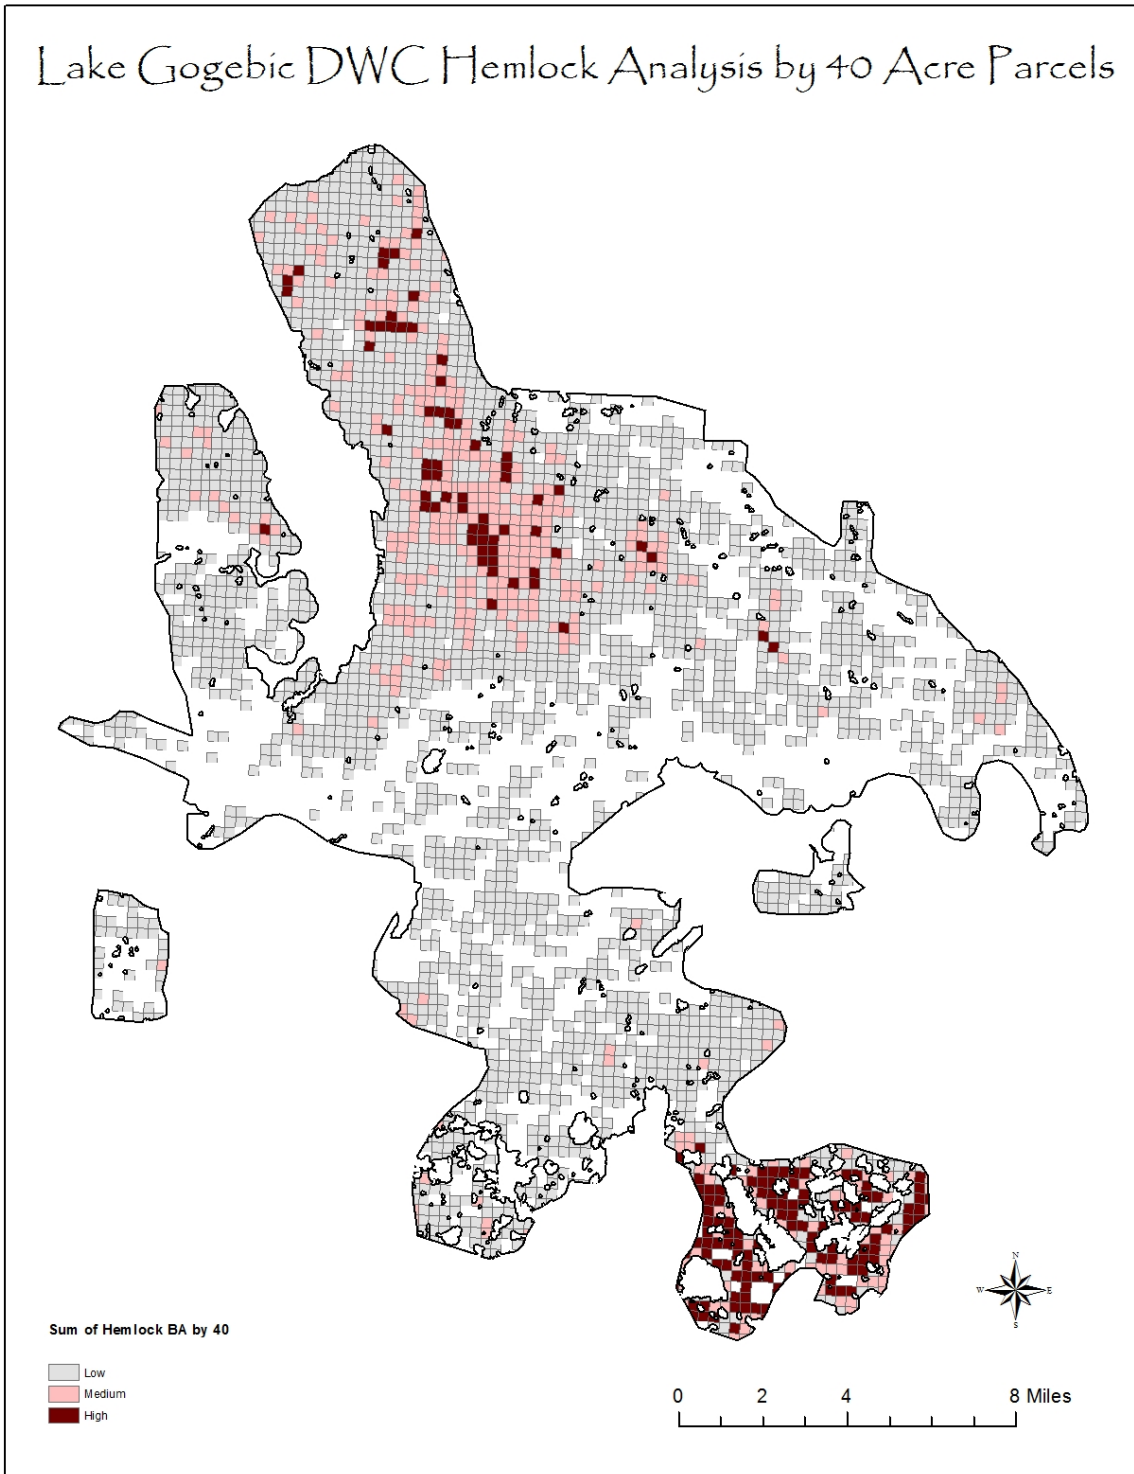 Lake Gogebic DWC Hemlock Analysis by 40 Acre Parcels
N
W E
S
Sum of Hemlock BA by 40
Low
Medium
High
0 2 4 8 Miles